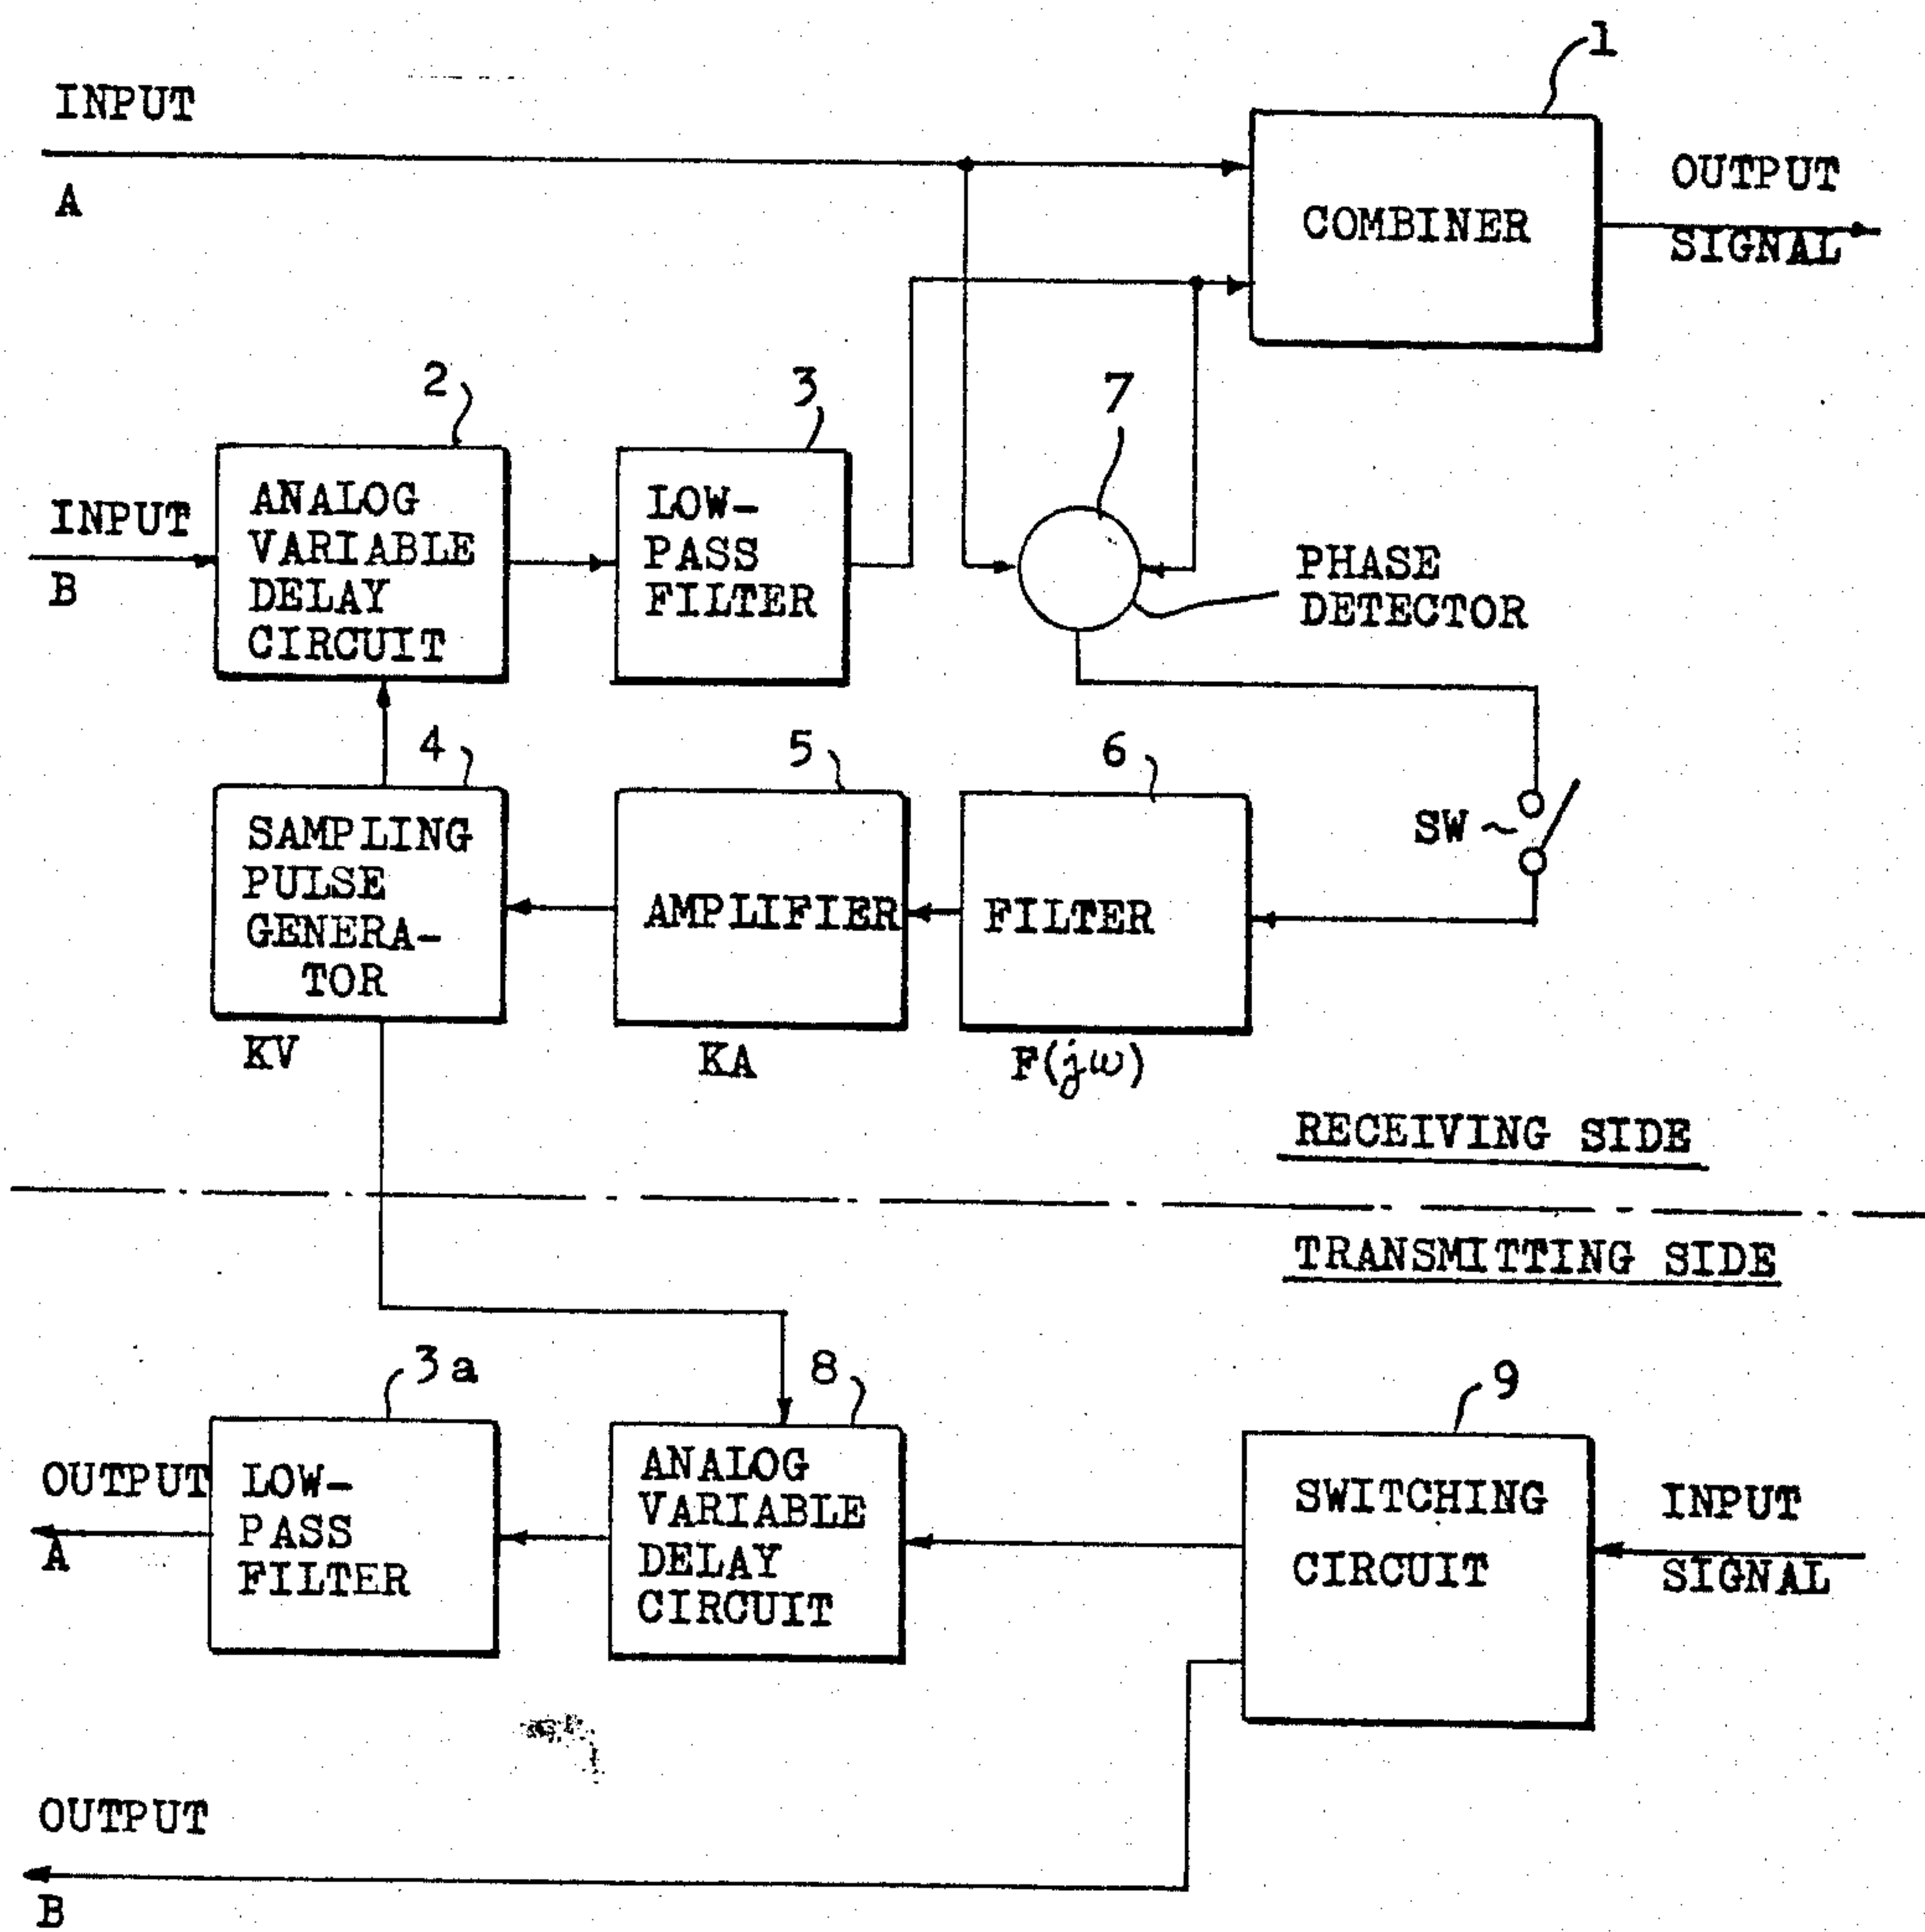 1
INPUT
A
COMBINER
OUTPUT
SIGNAL
2
3
7
INPUT
B
ANALOG
VARIABLE
DELAY
CIRCUIT
LOW-
PASS
FILTER
PHASE
DETECTOR
4
5
6
SW ~
SAMPLING
PULSE
GENERA-
TOR
AMPLIFIER
FILTER
KV
KA
F(jω)
RECEIVING SIDE
TRANSMITTING SIDE
3a
8
9
OUTPUT
A
LOW-
PASS
FILTER
ANALOG
VARIABLE
DELAY
CIRCUIT
SWITCHING
CIRCUIT
INPUT
SIGNAL
OUTPUT
B